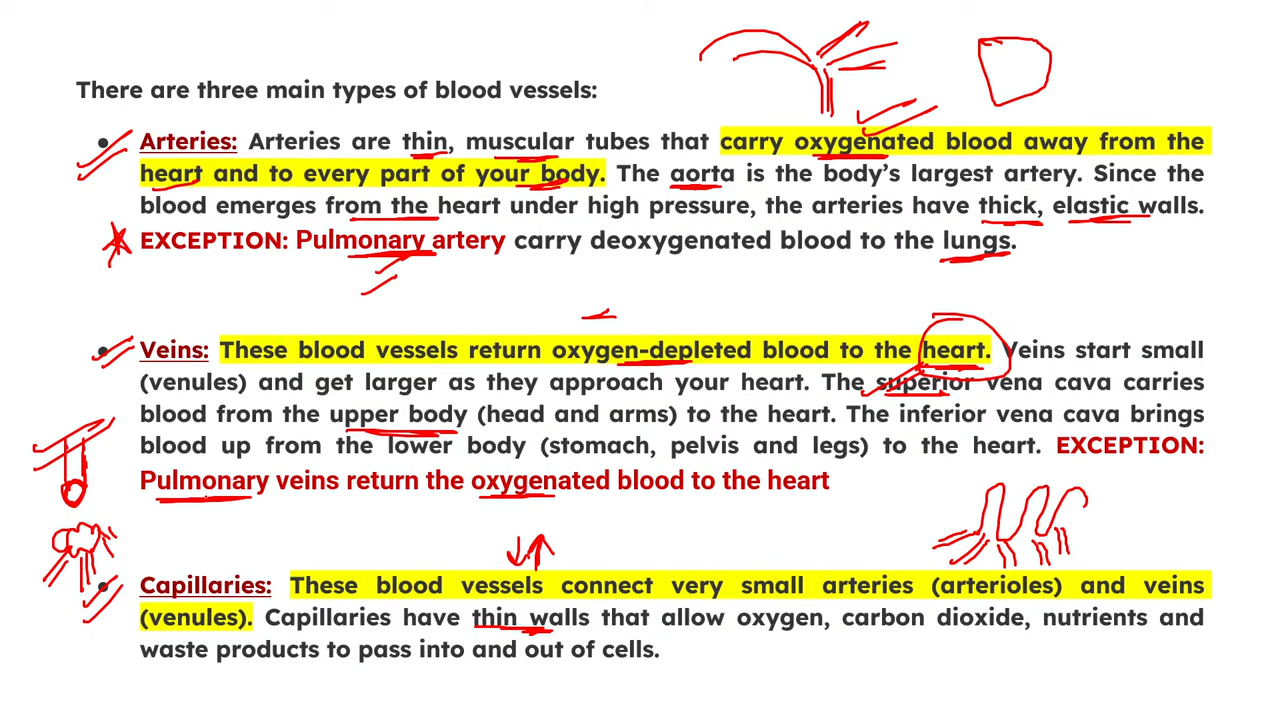 There are three main types of blood vessels:
• Arteries: Arteries are thin, muscular tubes that carry oxygenated blood away from the
heart and to every part of your body. The aorta is the body's largest artery. Since the
blood emerges from the heart under high pressure, the arteries have thick, elastic walls.
EXCEPTION: Pulmonary artery carry deoxygenated blood to the lungs.
• Veins: These blood vessels return oxygen-depleted blood to the heart. Veins start small
(venules) and get larger as they approach your heart. The superior vena cava carries
blood from the upper body (head and arms) to the heart. The inferior vena cava brings
blood up from the lower body (stomach, pelvis and legs) to the heart. EXCEPTION:
Pulmonary veins return the oxygenated blood to the heart
• Capillaries: These blood vessels connect very small arteries (arterioles) and veins
(venules). Capillaries have thin walls that allow oxygen, carbon dioxide, nutrients and
waste products to pass into and out of cells.